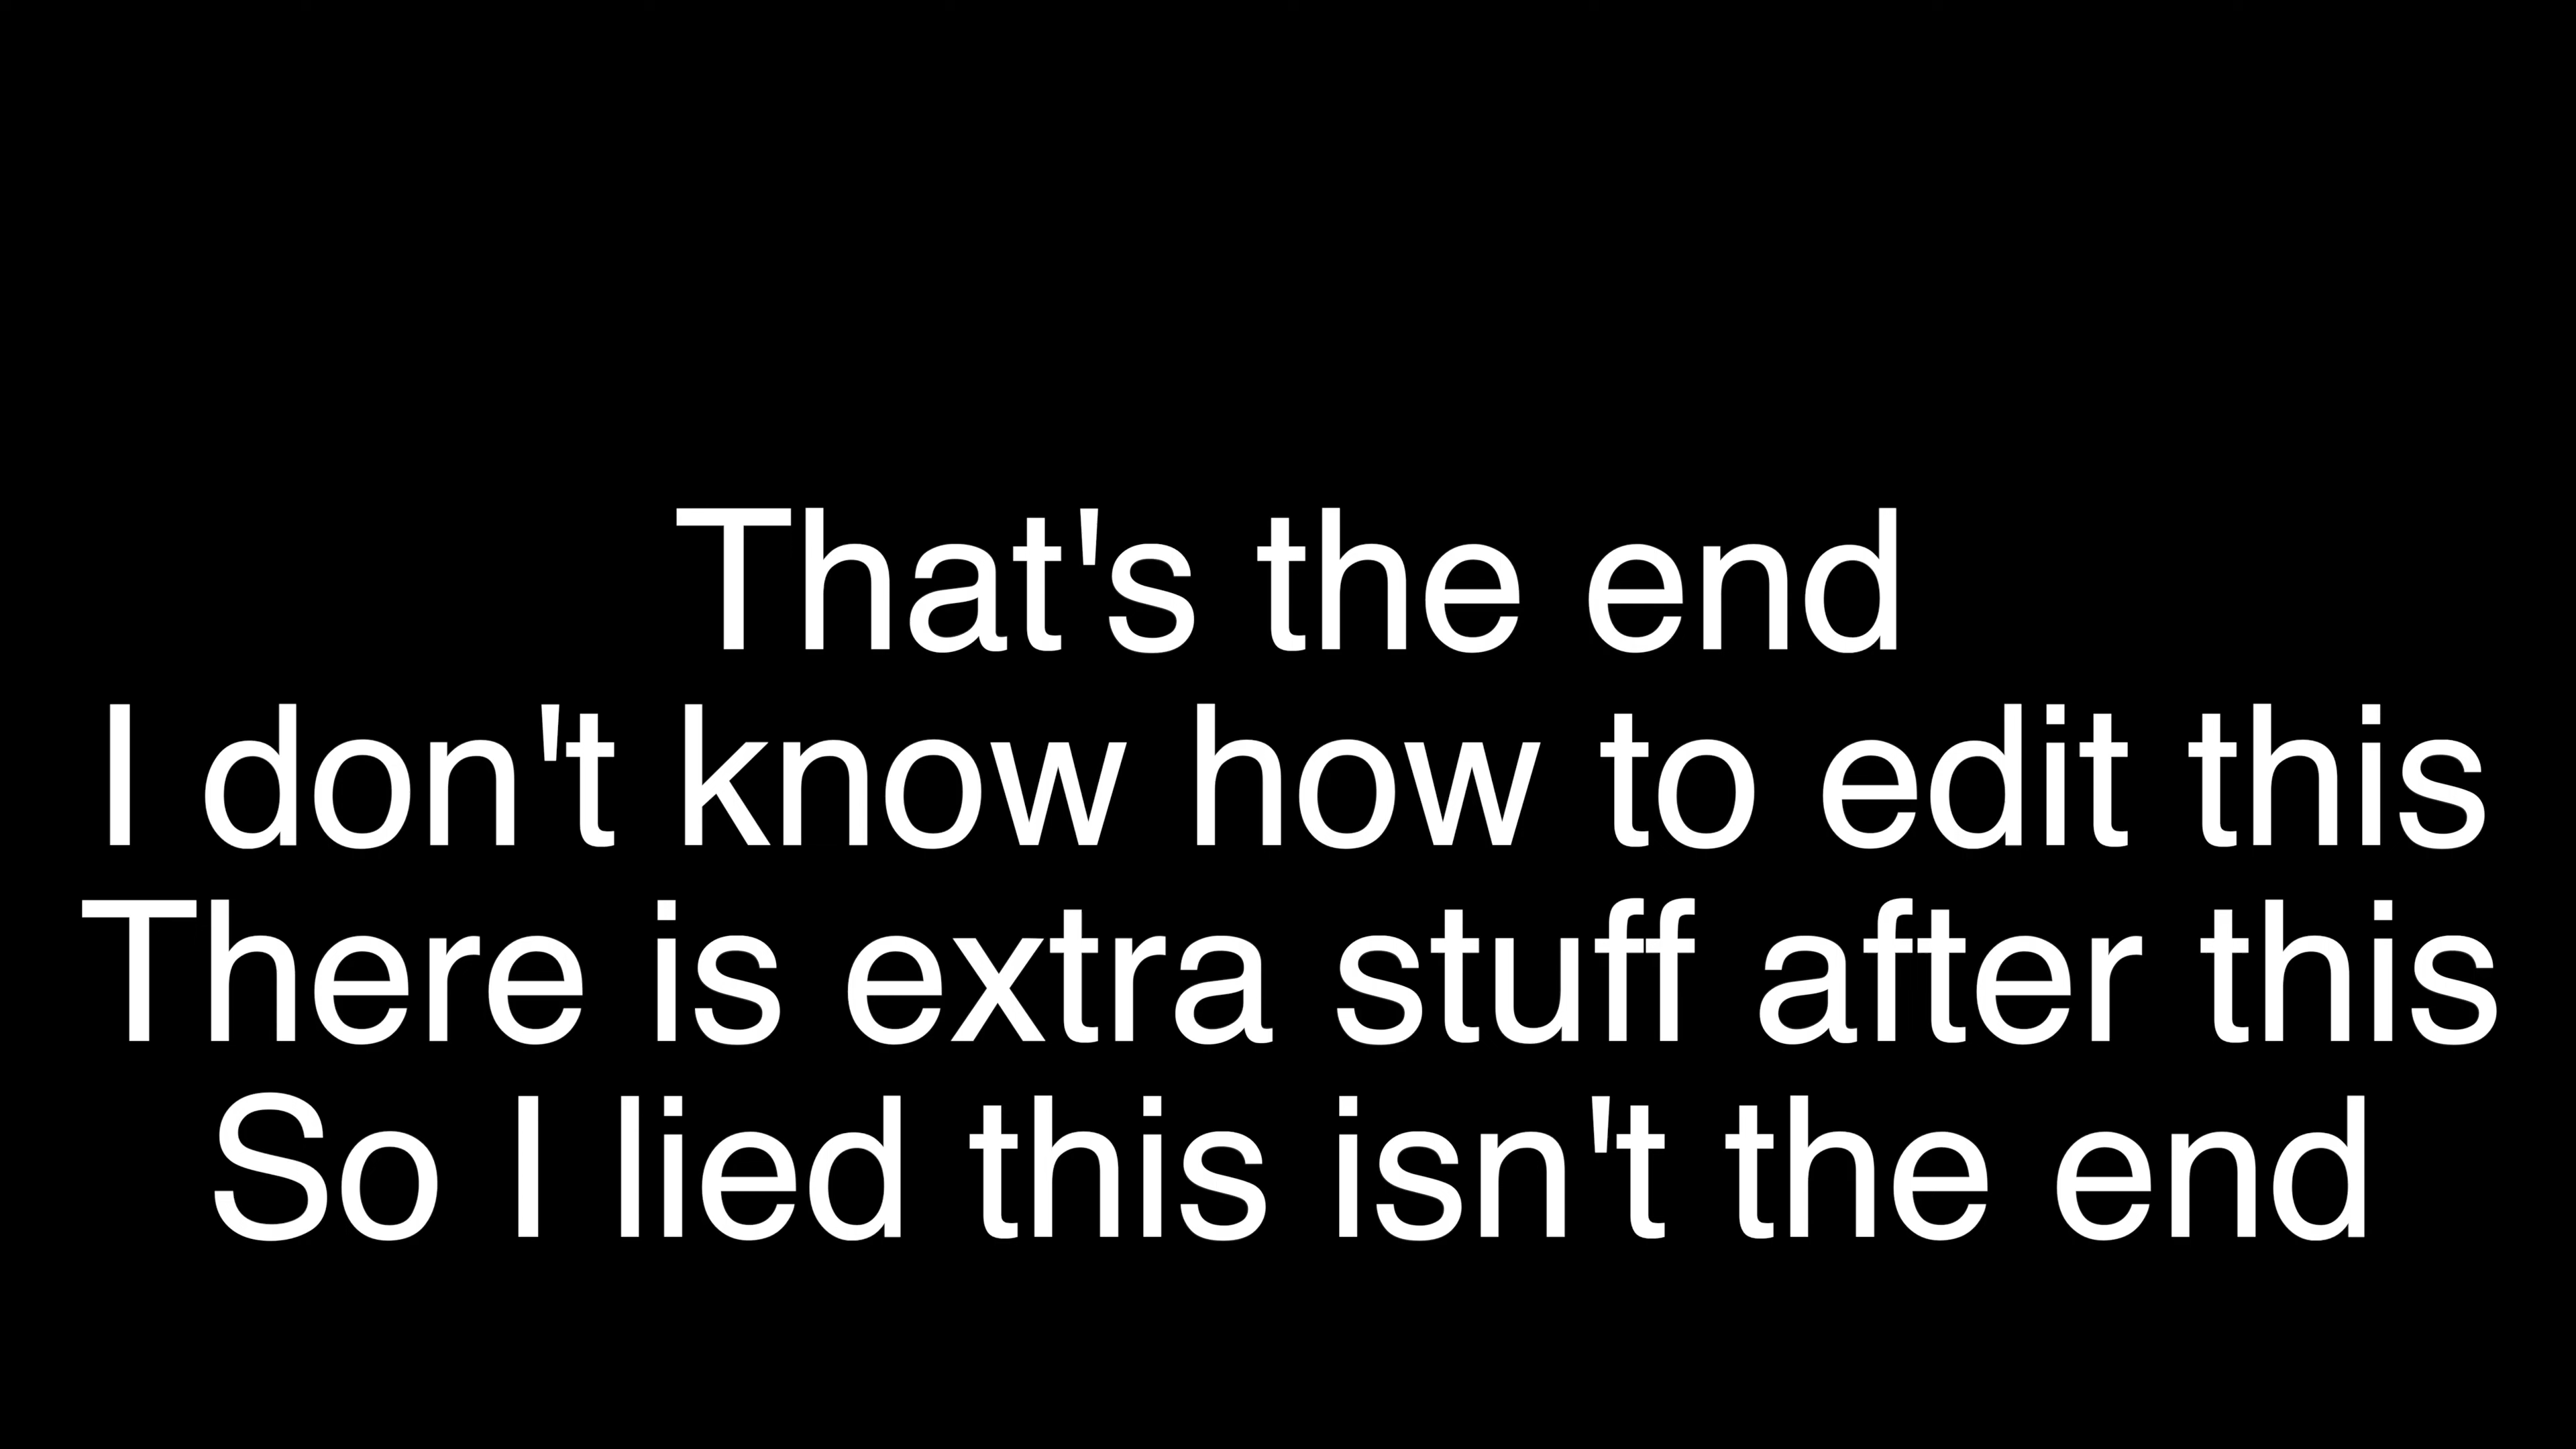 That's the end
I don't know how to edit this
There is extra stuff after this
So I lied this isn't the end